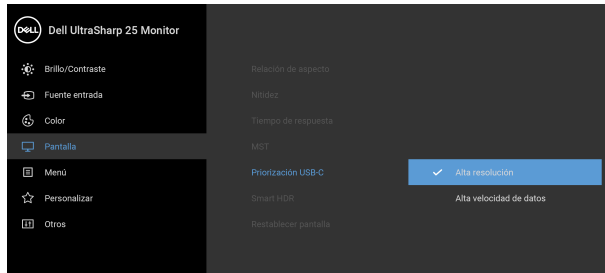 DELL
Dell UltraSharp 25 Monitor
Brillo/Contraste
Fuente entrada
Color
Pantalla
Menú
Personalizar
Otros
Relación de aspecto
Nitidez
Tiempo de respuesta
MST
Priorización USB-C
Smart HDR
Restablecer pantalla
Alta resolución
Alta velocidad de datos